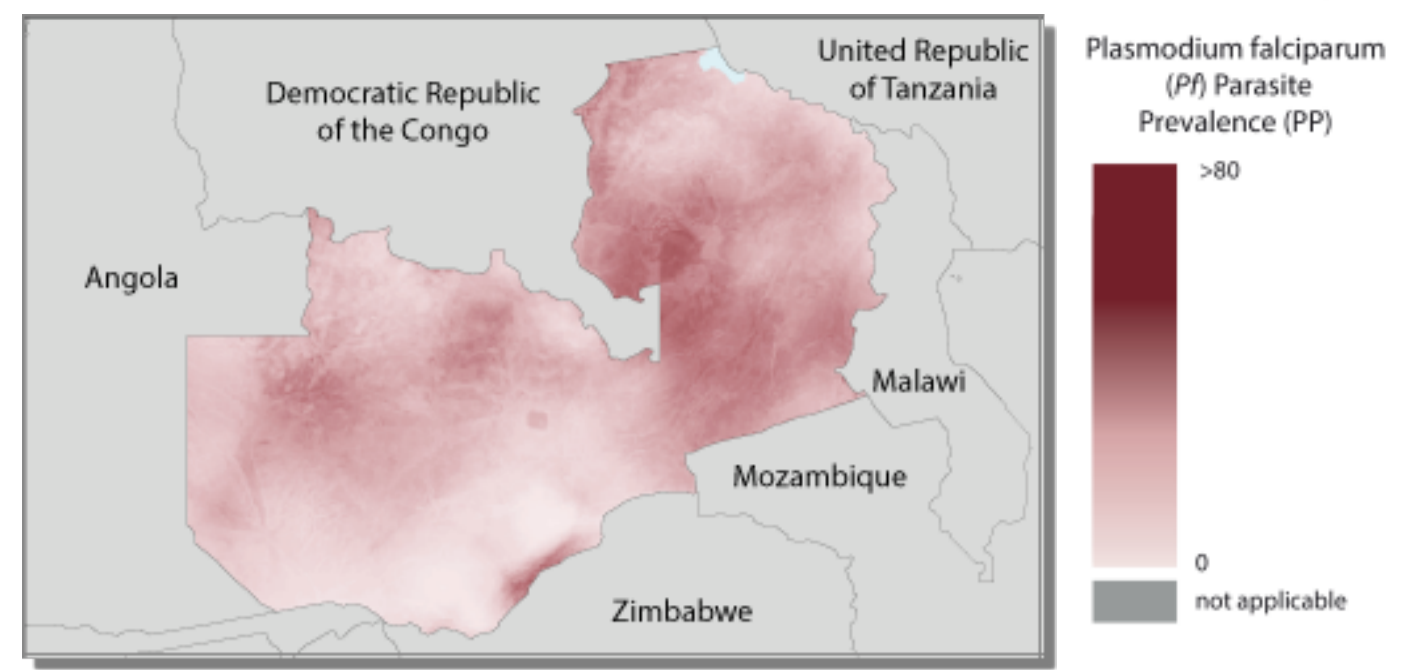 Democratic Republic
of the Congo
United Republic
of Tanzania
Angola
Malawi
Mozambique
Zimbabwe
Plasmodium falciparum
(Pf) Parasite
Prevalence (PP)
>80
0
not applicable